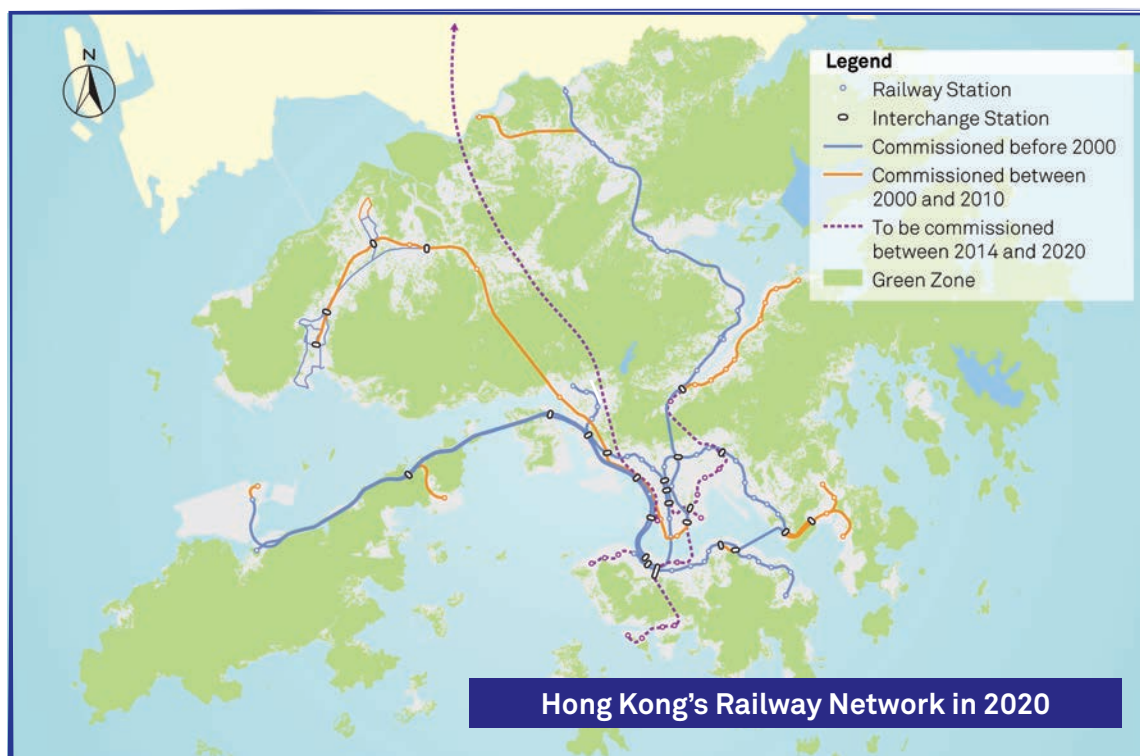 N
Legend
Railway Station
Interchange Station
Commissioned before 2000
Commissioned between
2000 and 2010
To be commissioned
between 2014 and 2020
Green Zone
Hong Kong's Railway Network in 2020